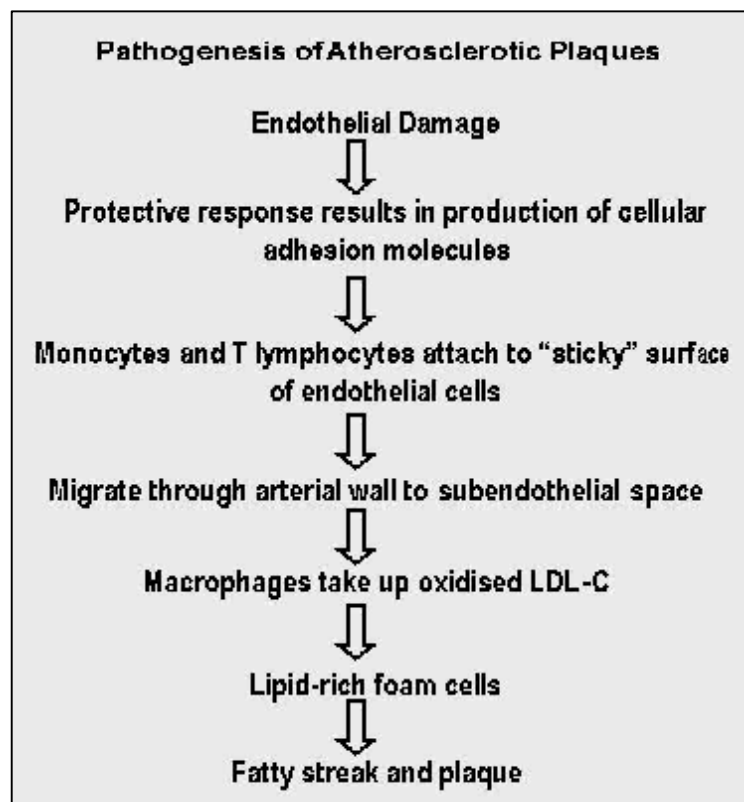 Pathogenesis of Atherosclerotic Plaques
Endothelial Damage
Protective response results in production of cellular
adhesion molecules
Monocytes and T lymphocytes attach to “sticky” surface
of endothelial cells
Migrate through arterial wall to subendothelial space
Macrophages take up oxidised LDL-C
Lipid-rich foam cells
Fatty streak and plaque